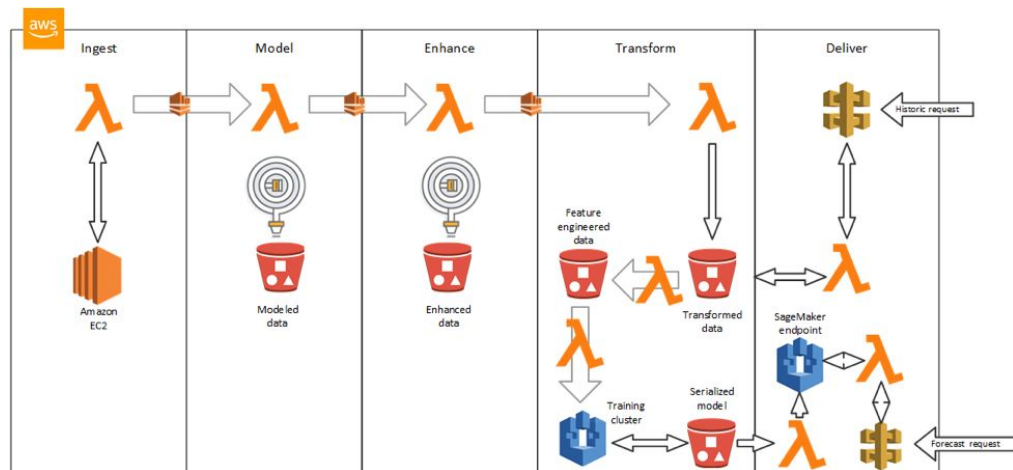 aws
Ingest
Model
Enhance
Transform
Deliver
Historic request
Feature
engineered
data
Amazon
EC2
Modeled
data
Enhanced
data
Transformed
data
SageMaker
endpoint
Training
cluster
Serialized
model
Forecast request